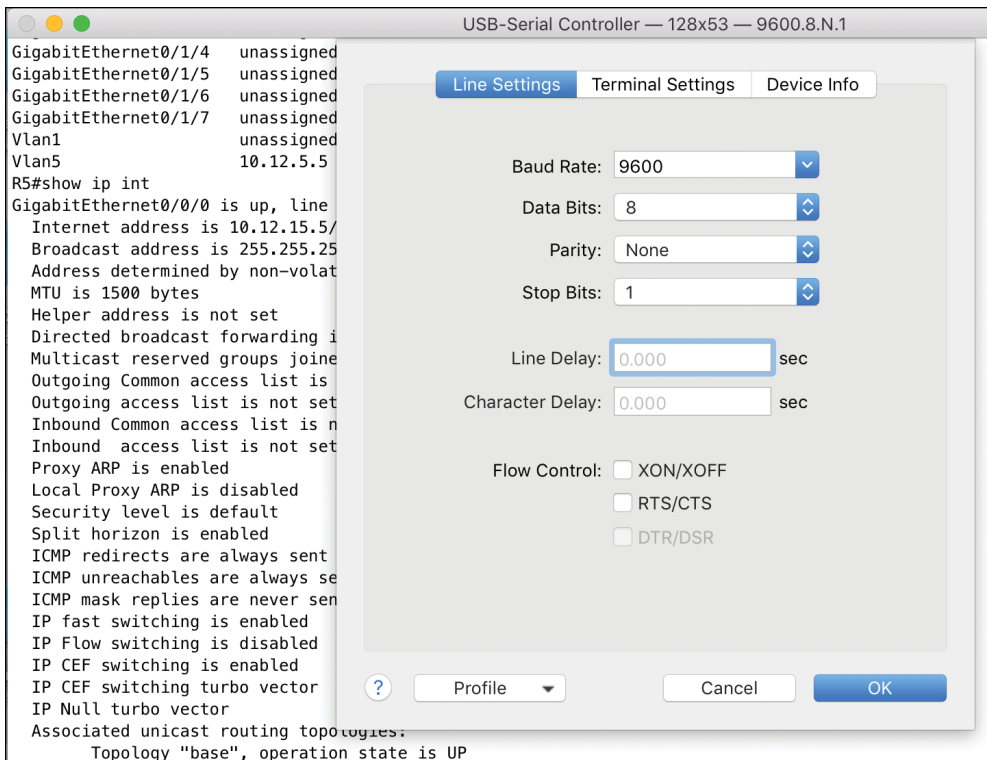 USB-Serial Controller — 128x53 — 9600.8.N.1
GigabitEthernet0/1/4   unassigned
GigabitEthernet0/1/5   unassigned
GigabitEthernet0/1/6   unassigned
GigabitEthernet0/1/7   unassigned
Vlan1                  unassigned
Vlan5                  10.12.5.5
R5#show ip int
GigabitEthernet0/0/0 is up, line
  Internet address is 10.12.15.5/
  Broadcast address is 255.255.25
  Address determined by non-volat
  MTU is 1500 bytes
  Helper address is not set
  Directed broadcast forwarding i
  Multicast reserved groups joine
  Outgoing Common access list is
  Outgoing access list is not set
  Inbound Common access list is n
  Inbound  access list is not set
  Proxy ARP is enabled
  Local Proxy ARP is disabled
  Security level is default
  Split horizon is enabled
  ICMP redirects are always sent
  ICMP unreachables are always se
  ICMP mask replies are never sen
  IP fast switching is enabled
  IP Flow switching is disabled
  IP CEF switching is enabled
  IP CEF switching turbo vector
  IP Null turbo vector
  Associated unicast routing topologies:
        Topology "base", operation state is UP
Line Settings Terminal Settings Device Info
Baud Rate: 9600
Data Bits: 8
Parity: None
Stop Bits: 1
Line Delay: 0.000 sec
Character Delay: 0.000 sec
Flow Control: XON/XOFF
RTS/CTS
DTR/DSR
? Profile Cancel OK